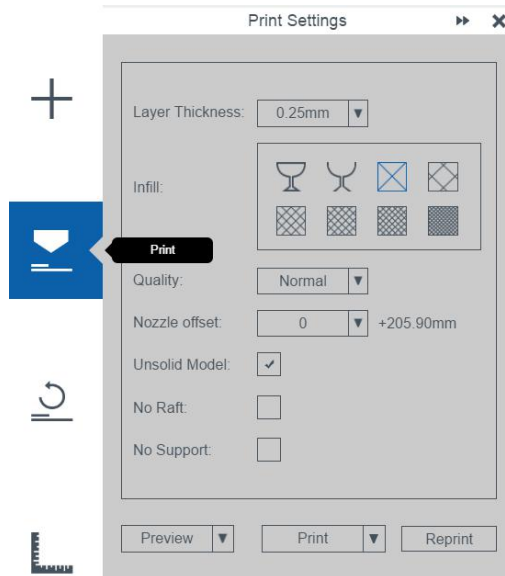 Print Settings
Layer Thickness: 0.25mm
Infill:
Print
Quality: Normal
Nozzle offset: 0 +205.90mm
Unsolid Model:
No Raft:
No Support:
Preview Print Reprint